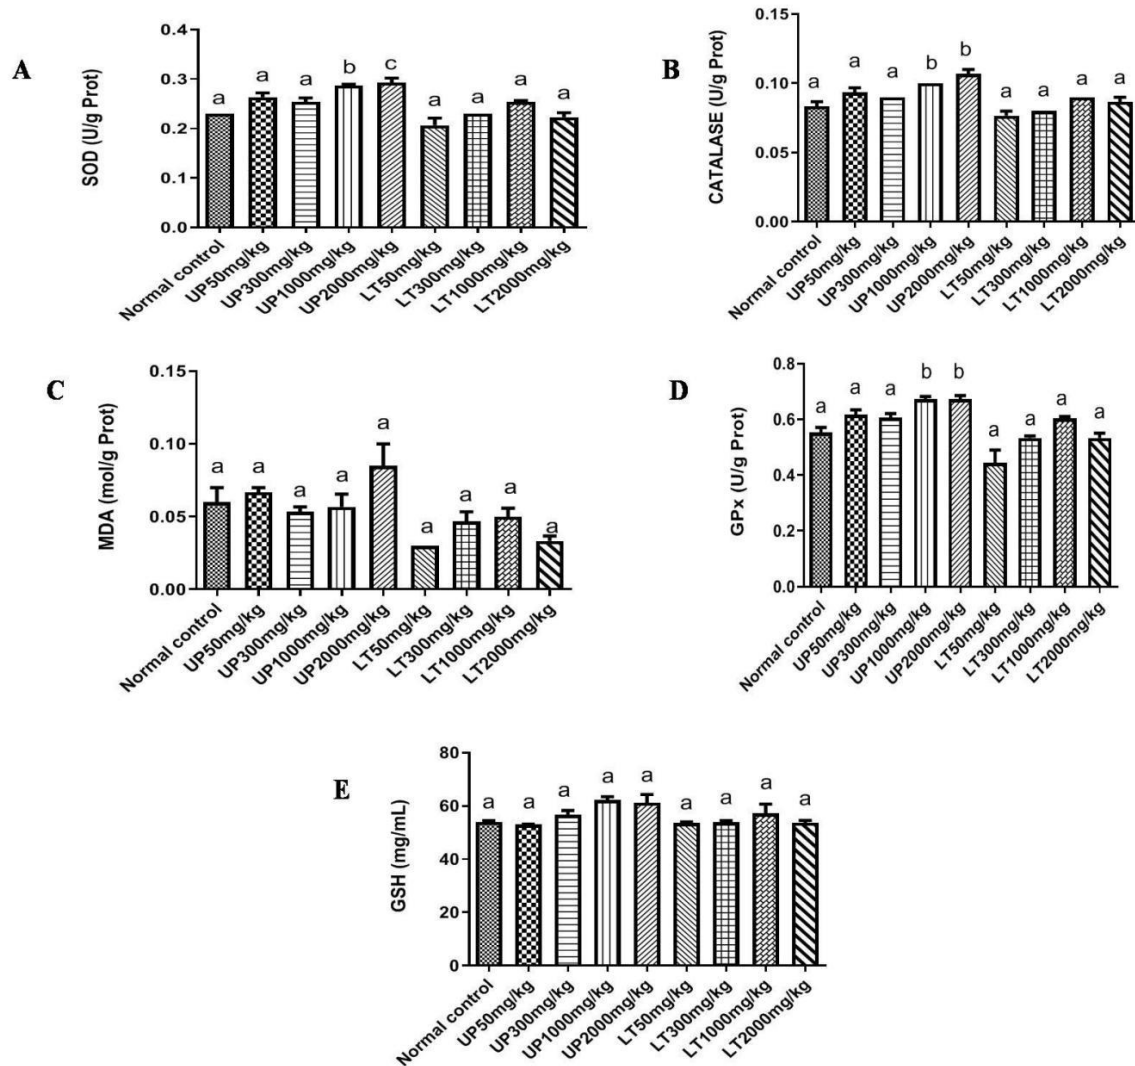 A
SOD (U/g Prot)
0.4
0.3
0.2
0.1
0.0
a a a b c a a a a
Normal control
UP50mg/kg
UP300mg/kg
UP1000mg/kg
UP2000mg/kg
LT50mg/kg
LT300mg/kg
LT1000mg/kg
LT2000mg/kg
B
CATALASE (U/g Prot)
0.15
0.10
0.05
0.00
a a a b b a a a a
Normal control
UP50mg/kg
UP300mg/kg
UP1000mg/kg
UP2000mg/kg
LT50mg/kg
LT300mg/kg
LT1000mg/kg
LT2000mg/kg
C
MDA (mol/g Prot)
0.15
0.10
0.05
0.00
a a a a a a a a a
Normal control
UP50mg/kg
UP300mg/kg
UP1000mg/kg
UP2000mg/kg
LT50mg/kg
LT300mg/kg
LT1000mg/kg
LT2000mg/kg
D
GPx (U/g Prot)
0.8
0.6
0.4
0.2
0.0
a a a b b a a a a
Normal control
UP50mg/kg
UP300mg/kg
UP1000mg/kg
UP2000mg/kg
LT50mg/kg
LT300mg/kg
LT1000mg/kg
LT2000mg/kg
E
GSH (mg/mL)
80
60
40
20
0
a a a a a a a a a
Normal control
UP50mg/kg
UP300mg/kg
UP1000mg/kg
UP2000mg/kg
LT50mg/kg
LT300mg/kg
LT1000mg/kg
LT2000mg/kg